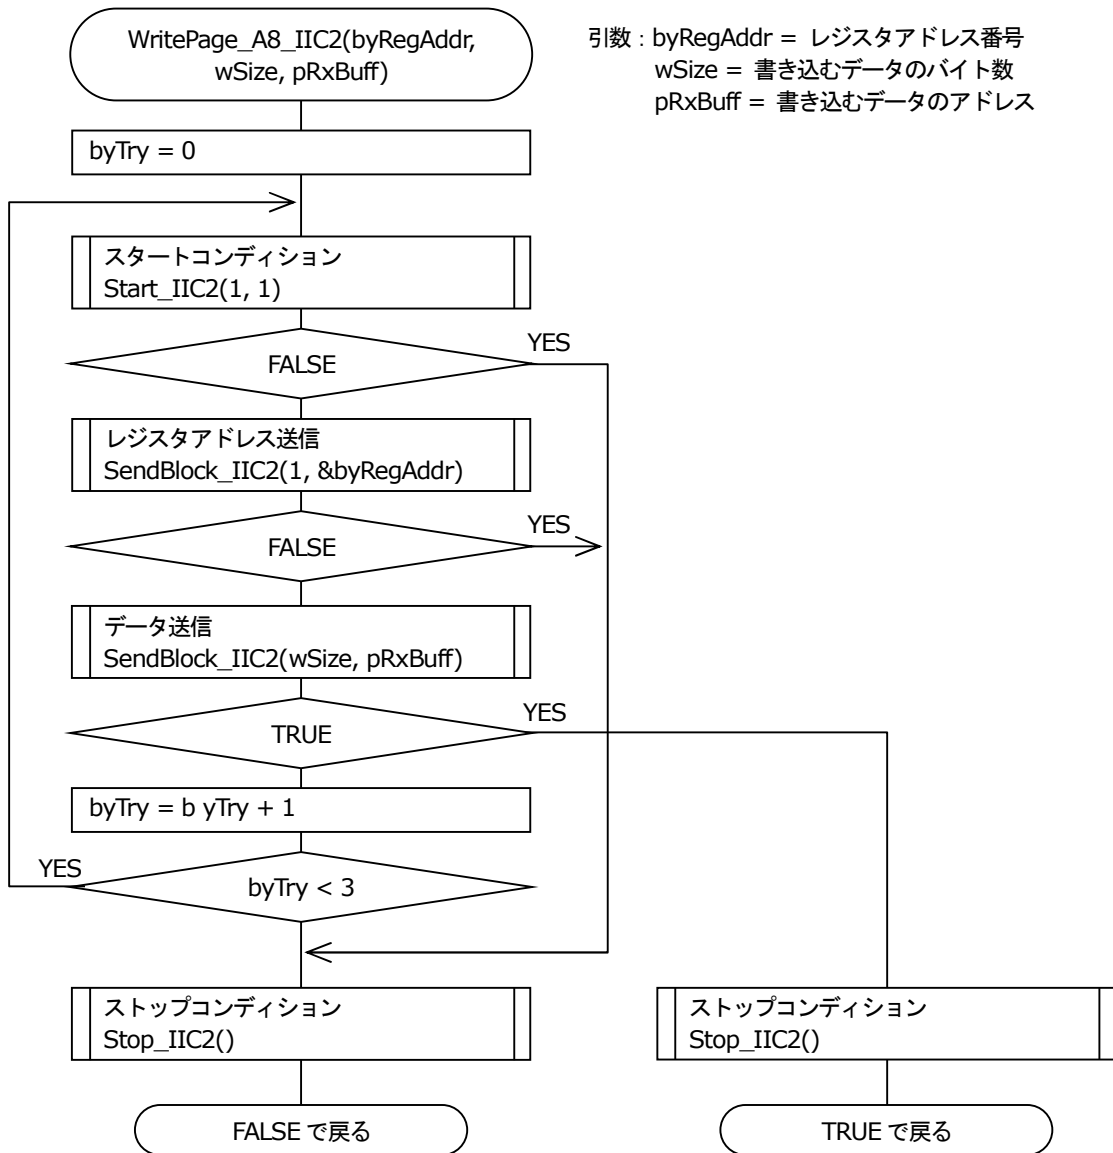 WritePage_A8_IIC2(byRegAddr,
wSize, pRxBuff)
引数 : byRegAddr = レジスタアドレス番号
wSize = 書き込むデータのバイト数
pRxBuff = 書き込むデータのアドレス
byTry = 0
スタートコンディション
Start_IIC2(1, 1)
FALSE
YES
レジスタアドレス送信
SendBlock_IIC2(1, &byRegAddr)
FALSE
YES
データ送信
SendBlock_IIC2(wSize, pRxBuff)
TRUE
YES
byTry = b yTry + 1
YES
byTry < 3
ストップコンディション
Stop_IIC2()
ストップコンディション
Stop_IIC2()
FALSE で戻る
TRUE で戻る